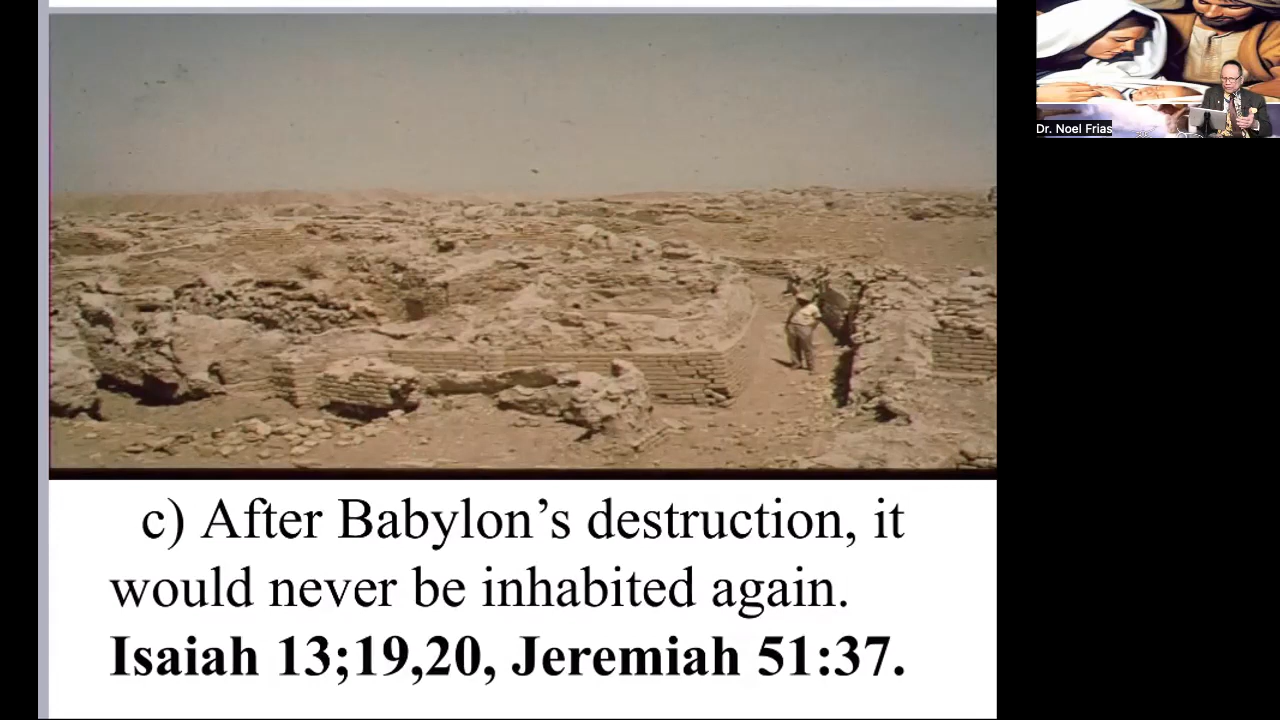 Dr. Noel Frias
c) After Babylon’s destruction, it
would never be inhabited again.
Isaiah 13;19,20, Jeremiah 51:37.